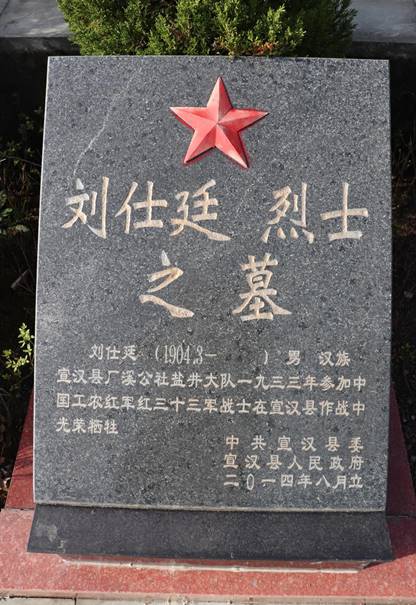 刘仕廷 烈士
之墓
刘仕廷 (1904.3— ) 男 汉族
宣汉县厂溪公社盐井大队一九三三年参加中
国工农红军红三十三军战士在宣汉县作战中
光荣牺牲
中共宣汉县委
宣汉县人民政府
二0一四年八月立